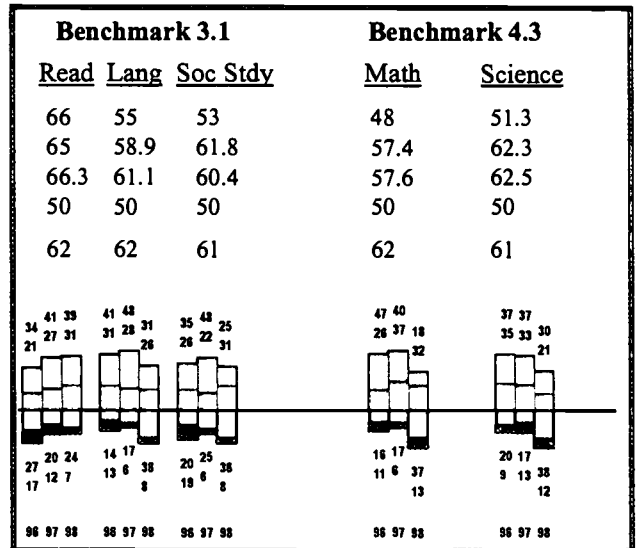 Benchmark 3.1 Benchmark 4.3
Read Lang Soc Stdy Math Science
66 55 53 48 51.3
65 58.9 61.8 57.4 62.3
66.3 61.1 60.4 57.6 62.5
50 50 50 50 50
62 62 61 62 61
34 41 39 41 48 31 35 48 25 47 40 18 37 37 30
21 27 31 31 28 26 26 22 31 26 37 32 35 33 21
27 20 24 14 17 38 20 25 38 16 17 37 20 17 38
17 12 7 13 6 8 19 6 8 11 6 13 9 13 12
96 97 98 96 97 98 96 97 98 96 97 98 96 97 98